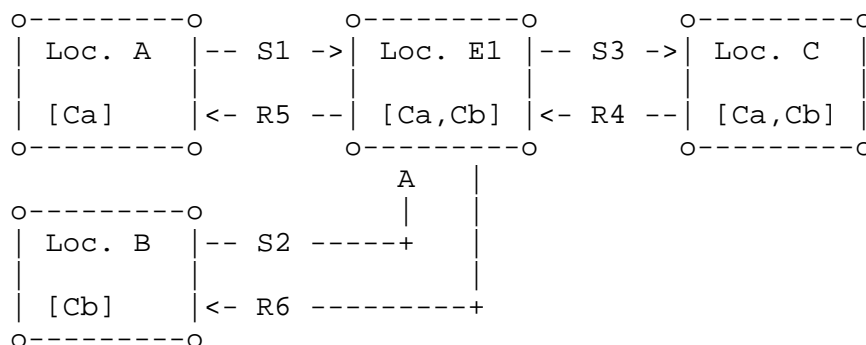 o---------o            o---------o            o---------o
| Loc. A  |-- S1 ->| Loc. E1 |-- S3 ->| Loc. C  |
|         |        |         |        |         |
| [Ca]    |<- R5 --| [Ca,Cb] |<- R4 --| [Ca,Cb] |
o---------o        o---------o        o---------o
                      A   |
o---------o           |   |
| Loc. B  |-- S2 -----+   |
|         |               |
| [Cb]    |<- R6 ---------+
o---------o